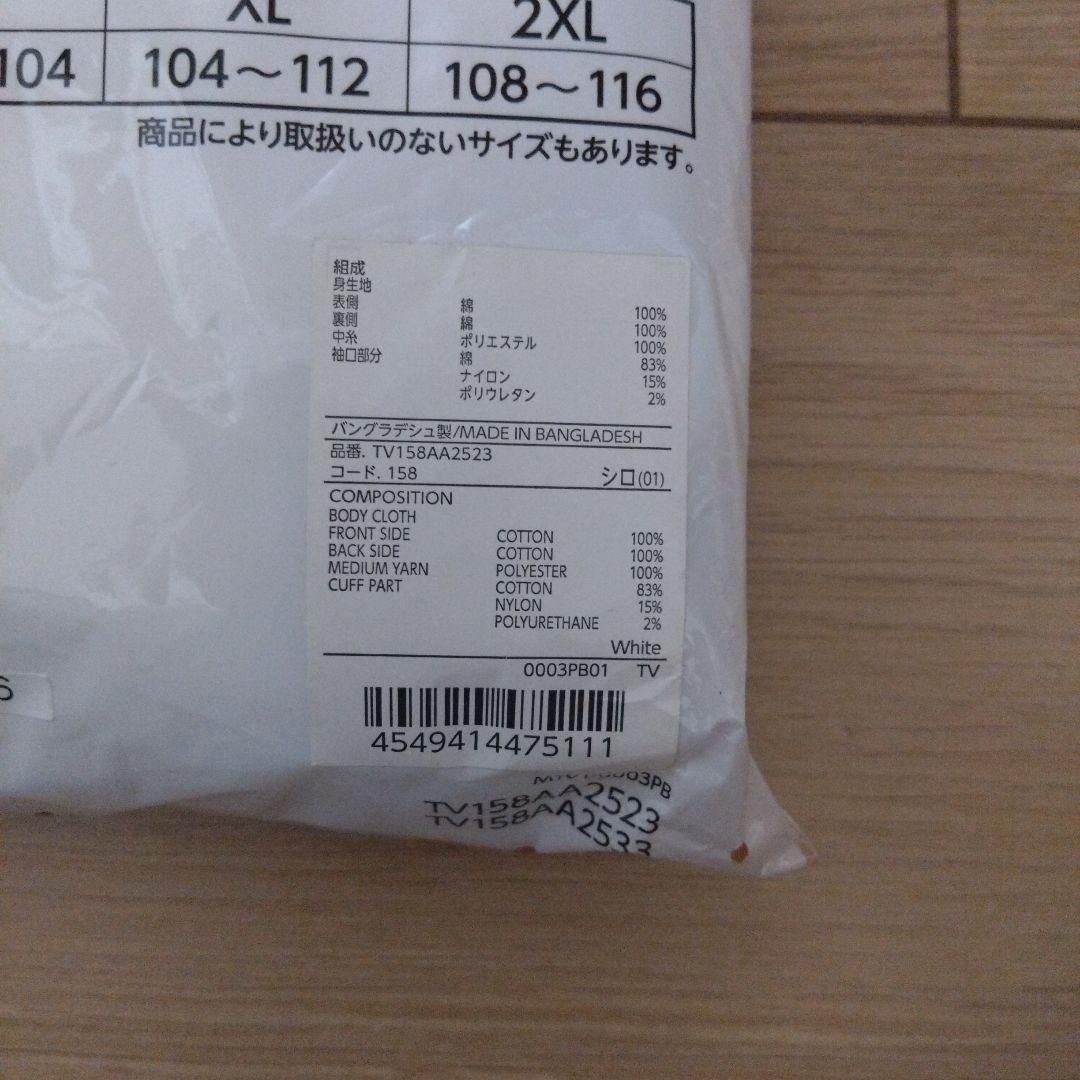 XL 2XL
104 104～112 108～116
商品により取扱いのないサイズもあります。
組成
身生地
表側 綿 100%
裏側 綿 100%
中糸 ポリエステル 100%
袖口部分 綿 83%
ナイロン 15%
ポリウレタン 2%
バングラデシュ製/MADE IN BANGLADESH
品番. TV158AA2523
コード. 158 シロ(01)
COMPOSITION
BODY CLOTH
FRONT SIDE COTTON 100%
BACK SIDE COTTON 100%
MEDIUM YARN POLYESTER 100%
CUFF PART COTTON 83%
NYLON 15%
POLYURETHANE 2%
White
0003PB01 TV
4549414475111
TV158AA2523
TV158AA2533